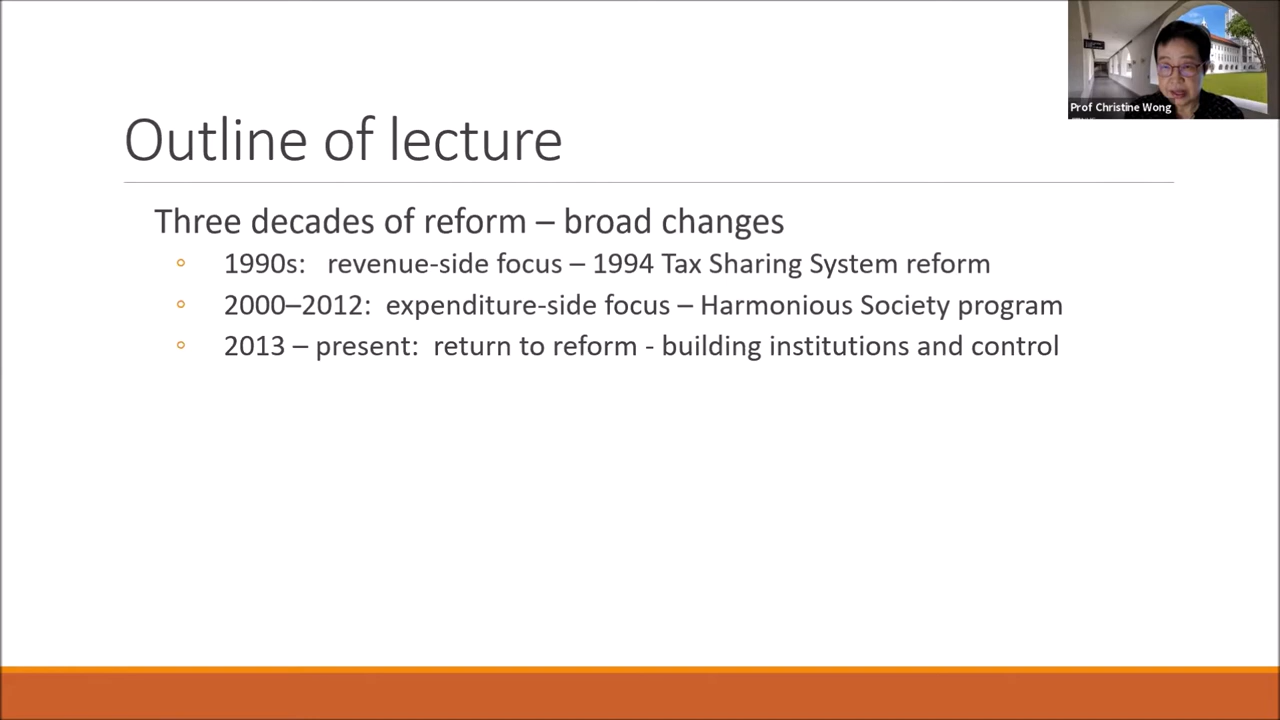 Prof Christine Wong
Outline of lecture
Three decades of reform – broad changes
1990s: revenue-side focus – 1994 Tax Sharing System reform
2000–2012: expenditure-side focus – Harmonious Society program
2013 – present: return to reform - building institutions and control